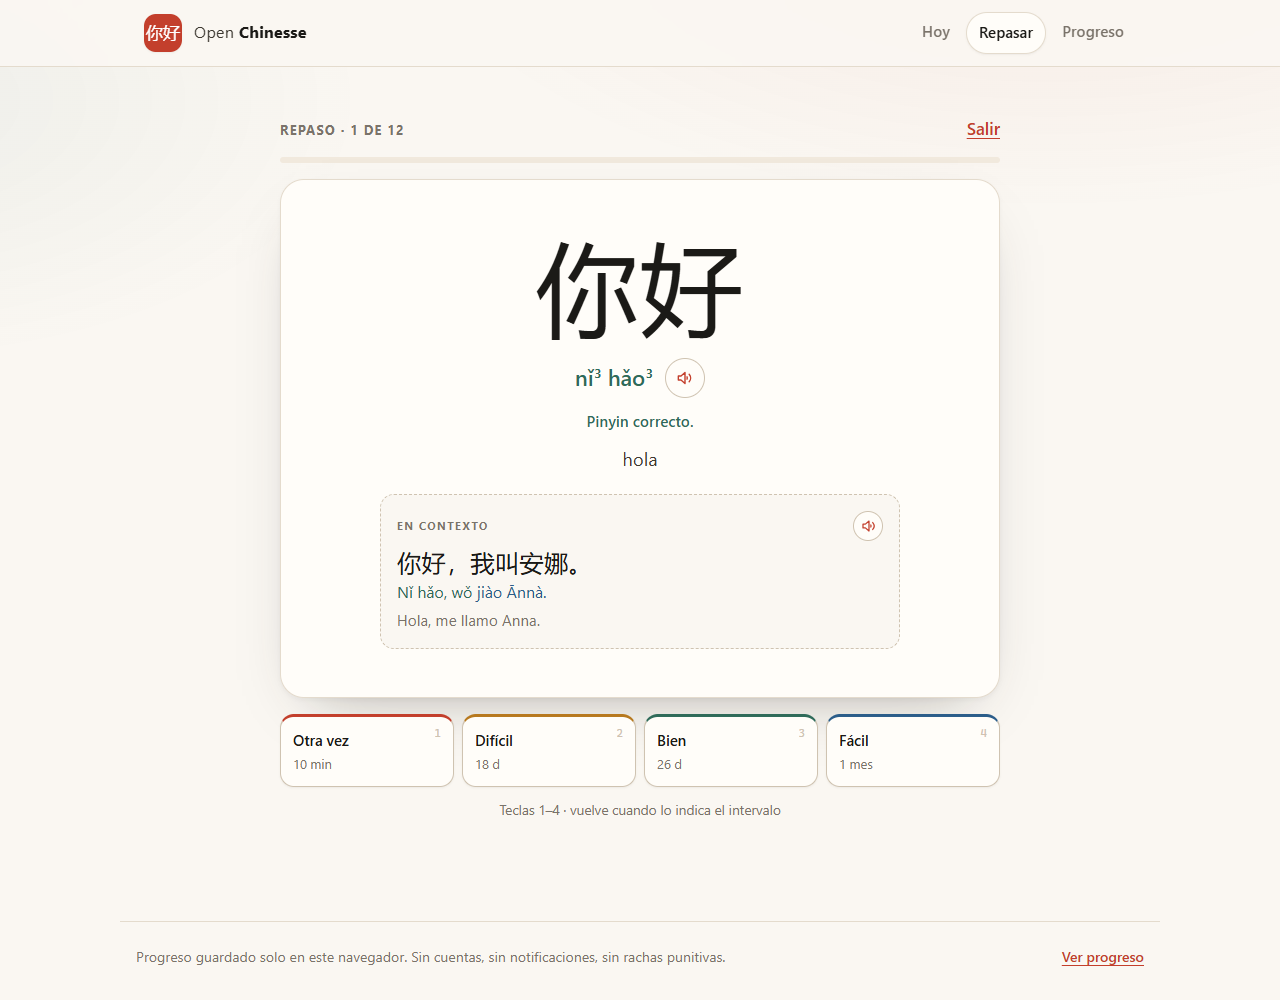 你好 Open Chinesse
Hoy Repasar Progreso
REPASO · 1 DE 12
Salir
你好
nǐ³ hǎo³
Pinyin correcto.
hola
EN CONTEXTO
你好，我叫安娜。
Nǐ hǎo, wǒ jiào Ānnà.
Hola, me llamo Anna.
Otra vez 1
10 min
Difícil 2
18 d
Bien 3
26 d
Fácil 4
1 mes
Teclas 1–4 · vuelve cuando lo indica el intervalo
Progreso guardado solo en este navegador. Sin cuentas, sin notificaciones, sin rachas punitivas.
Ver progreso